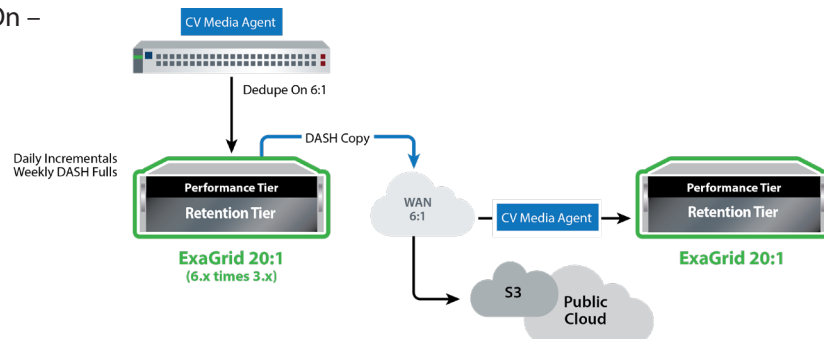 On –
CV Media Agent
Dedupe On 6:1
DASH Copy
Daily Incrementals
Weekly DASH Fulls
Performance Tier
Retention Tier
ExaGrid 20:1
(6.x times 3.x)
WAN
6:1
CV Media Agent
Performance Tier
Retention Tier
ExaGrid 20:1
S3
Public
Cloud